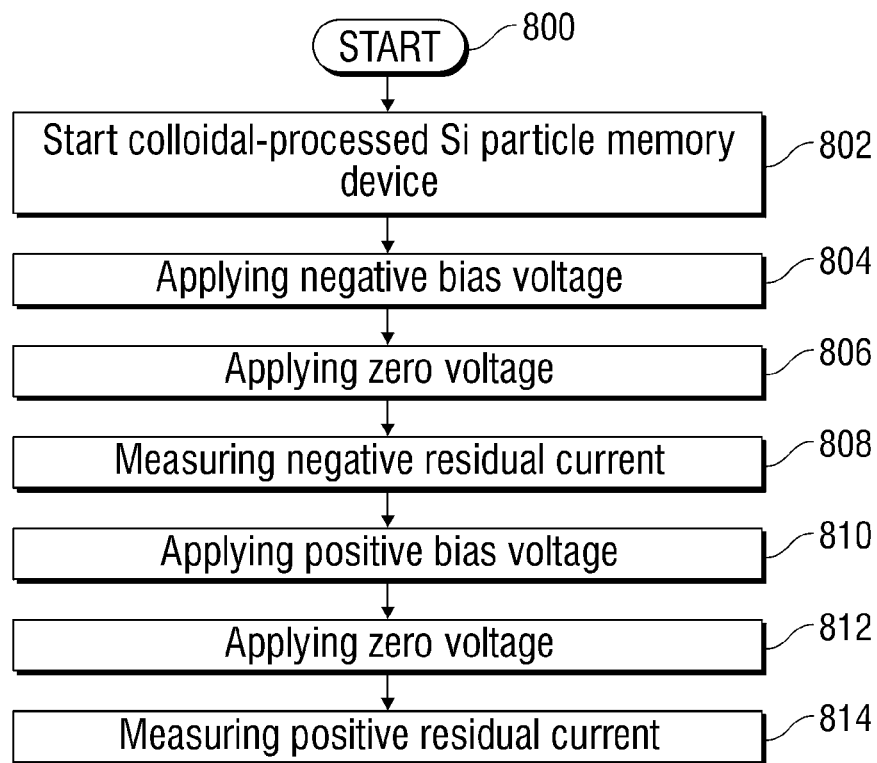 START 800
Start colloidal-processed Si particle memory
device 802
Applying negative bias voltage 804
Applying zero voltage 806
Measuring negative residual current 808
Applying positive bias voltage 810
Applying zero voltage 812
Measuring positive residual current 814